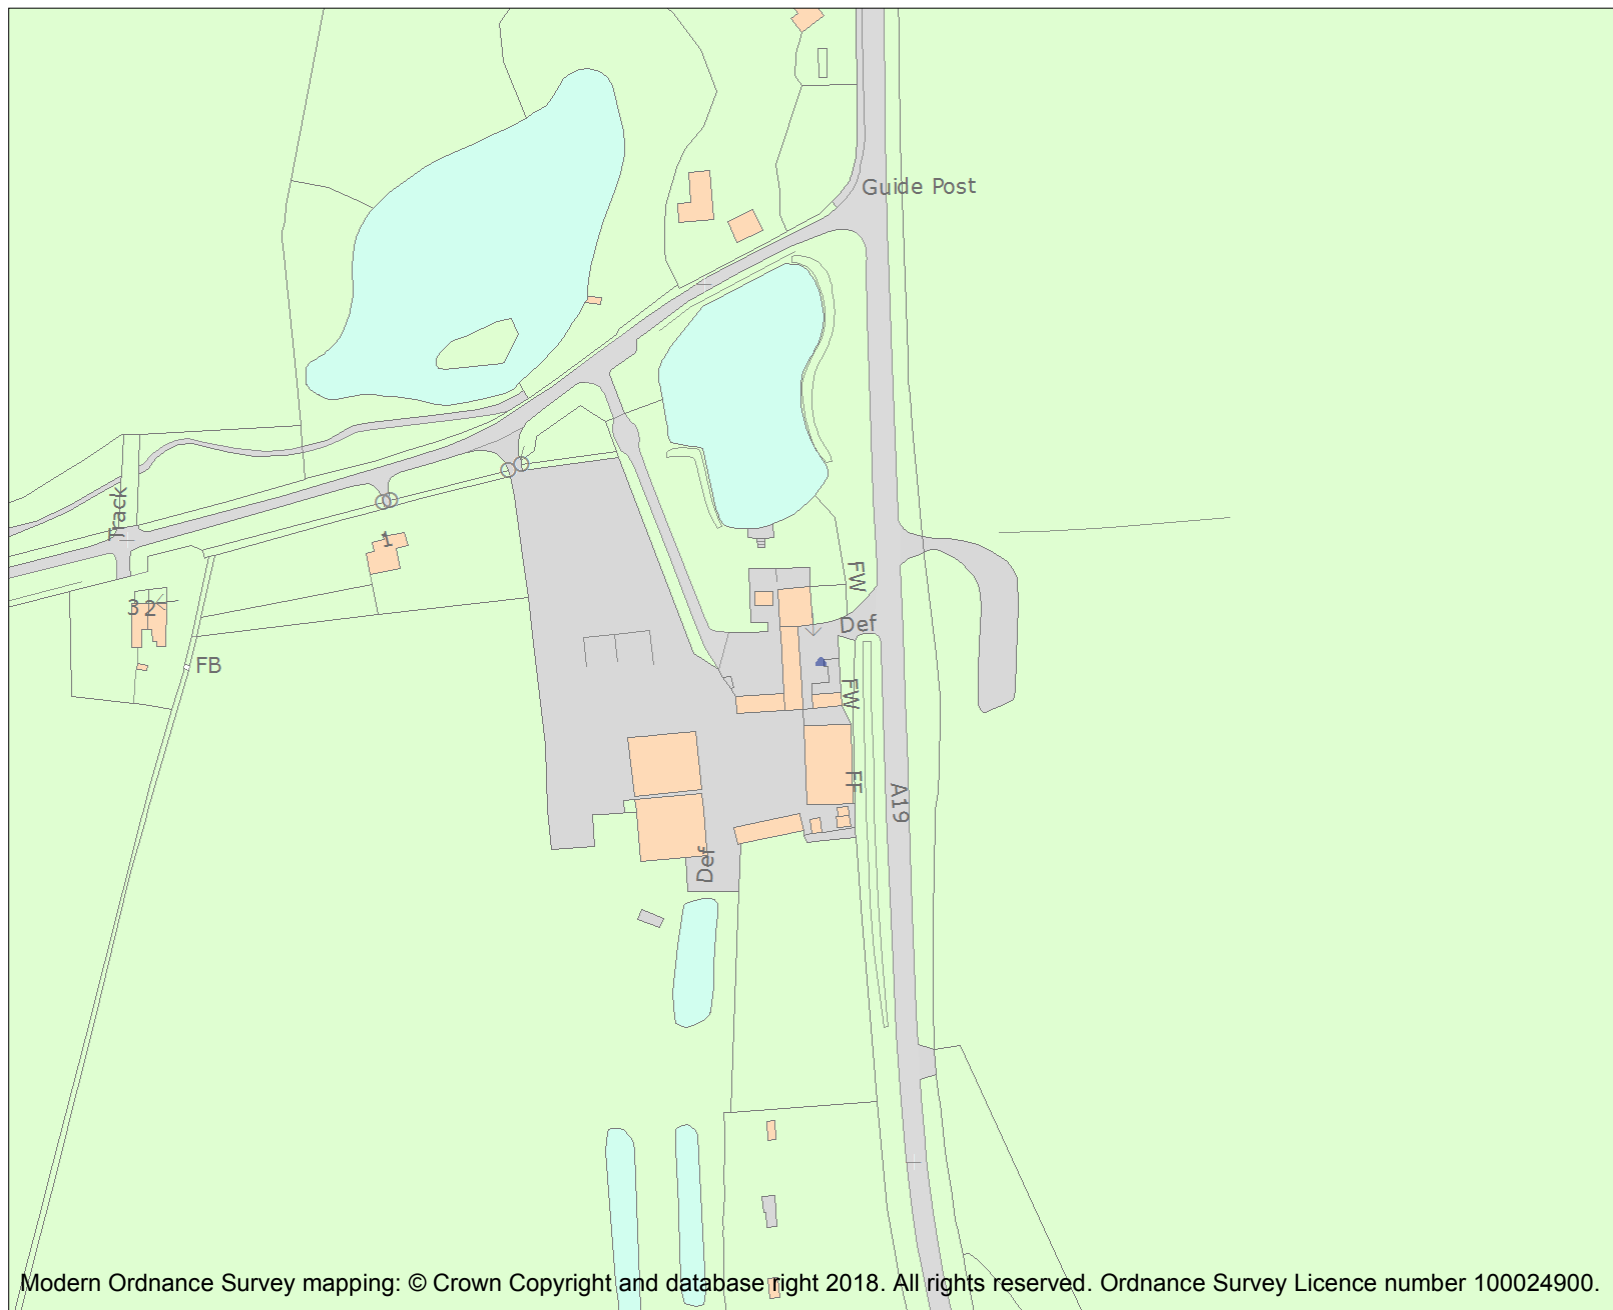 Guide Post
Track
1
FW
3 2
Def
FB
FW
FF
A19
Def
Modern Ordnance Survey mapping: © Crown Copyright and database right 2018. All rights reserved. Ordnance Survey Licence number 100024900.